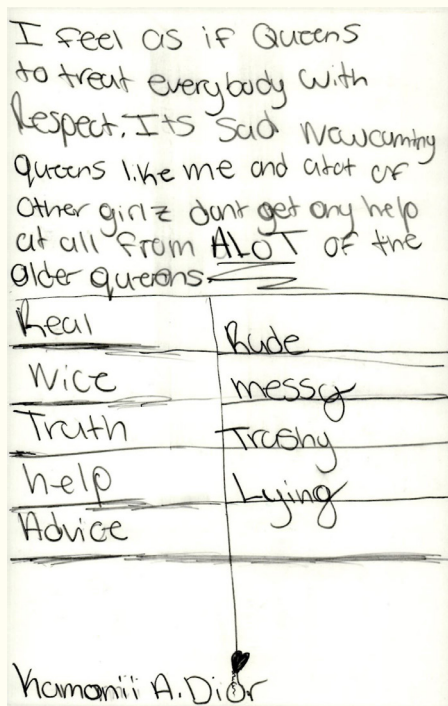 I feel as if Queens
to treat everybody with
Respect. Its sad Newcuming
queens like me and alot of
Other girlz dont get any help
at all from ALOT of the
older queens.
Real
Nice
Truth
help
Advice
Rude
messy
Trashy
Lying
Kamonii A. Dior